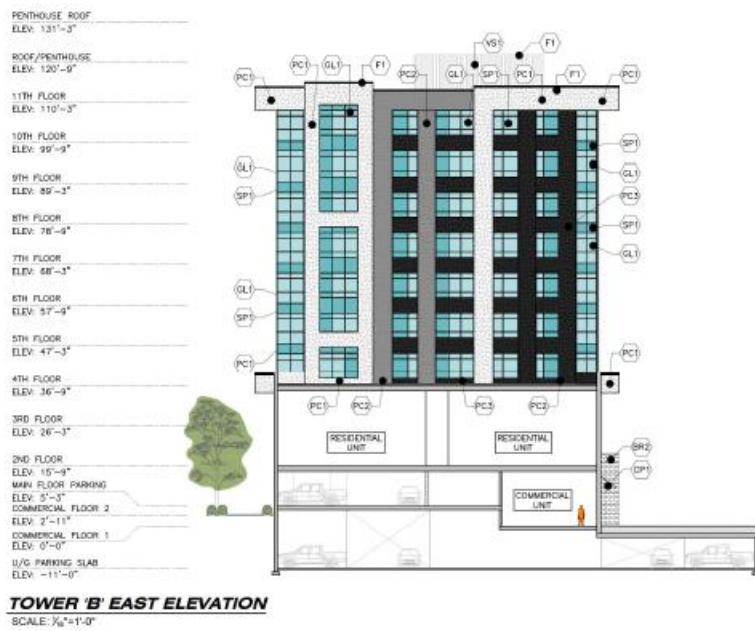 PENTHOUSE ROOF
ELEV: 131'-3"
ROOF/PENTHOUSE
ELEV: 120'-9"
11TH FLOOR
ELEV: 110'-3"
10TH FLOOR
ELEV: 99'-9"
9TH FLOOR
ELEV: 89'-3"
8TH FLOOR
ELEV: 78'-9"
7TH FLOOR
ELEV: 68'-3"
6TH FLOOR
ELEV: 57'-9"
5TH FLOOR
ELEV: 47'-3"
4TH FLOOR
ELEV: 36'-9"
3RD FLOOR
ELEV: 26'-3"
2ND FLOOR
ELEV: 15'-9"
MAIN FLOOR PARKING
ELEV: 5'-3"
COMMERCIAL FLOOR 2
ELEV: 2'-11"
COMMERCIAL FLOOR 1
ELEV: 0'-0"
U/G PARKING SLAB
ELEV: -11'-0"
VS1 F1
PC1 PC1 GL1 F1 PC2 GL1 SP1 PC1 F1 PC1
GL1
SP1
GL1
SP1
PC1
SP1
GL1
PC3
SP1
GL1
PC1
PC1 PC2 PC3 PC2
RESIDENTIAL
UNIT
RESIDENTIAL
UNIT
BR2
CP1
COMMERCIAL
UNIT
TOWER 'B' EAST ELEVATION
SCALE: 1/16"=1'-0"